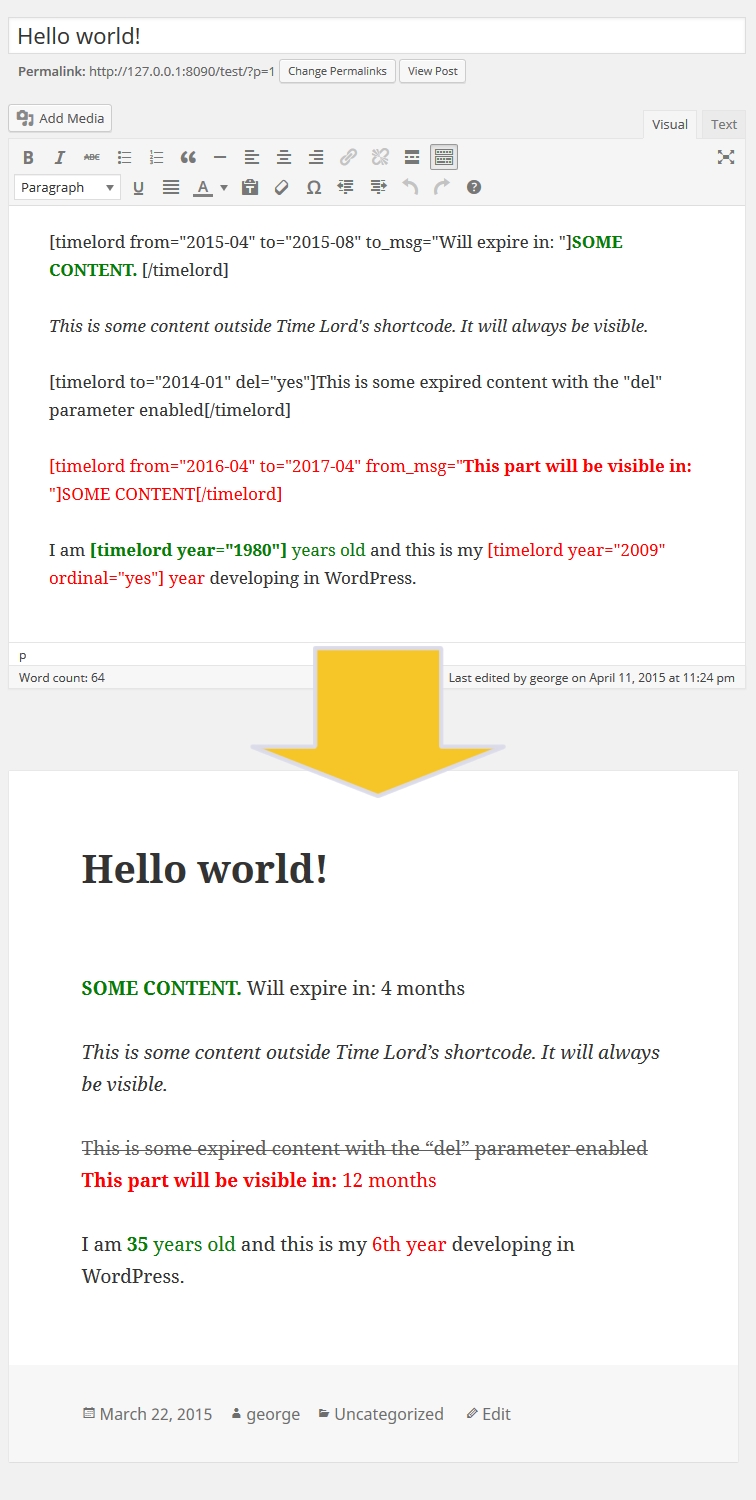 Hello world!
Permalink: http://127.0.0.1:8090/test/?p=1 Change Permalinks View Post
Add Media
Visual Text
B I ABC
Paragraph U A Ω ?
[timelord from="2015-04" to="2015-08" to_msg="Will expire in: "]SOME
CONTENT. [/timelord]
This is some content outside Time Lord's shortcode. It will always be visible.
[timelord to="2014-01" del="yes"]This is some expired content with the "del"
parameter enabled[/timelord]
[timelord from="2016-04" to="2017-04" from_msg="This part will be visible in:
"]SOME CONTENT[/timelord]
I am [timelord year="1980"] years old and this is my [timelord year="2009"
ordinal="yes"] year developing in WordPress.
p
Word count: 64 Last edited by george on April 11, 2015 at 11:24 pm
Hello world!
SOME CONTENT. Will expire in: 4 months
This is some content outside Time Lord’s shortcode. It will always
be visible.
This is some expired content with the “del” parameter enabled
This part will be visible in: 12 months
I am 35 years old and this is my 6th year developing in
WordPress.
March 22, 2015 george Uncategorized Edit